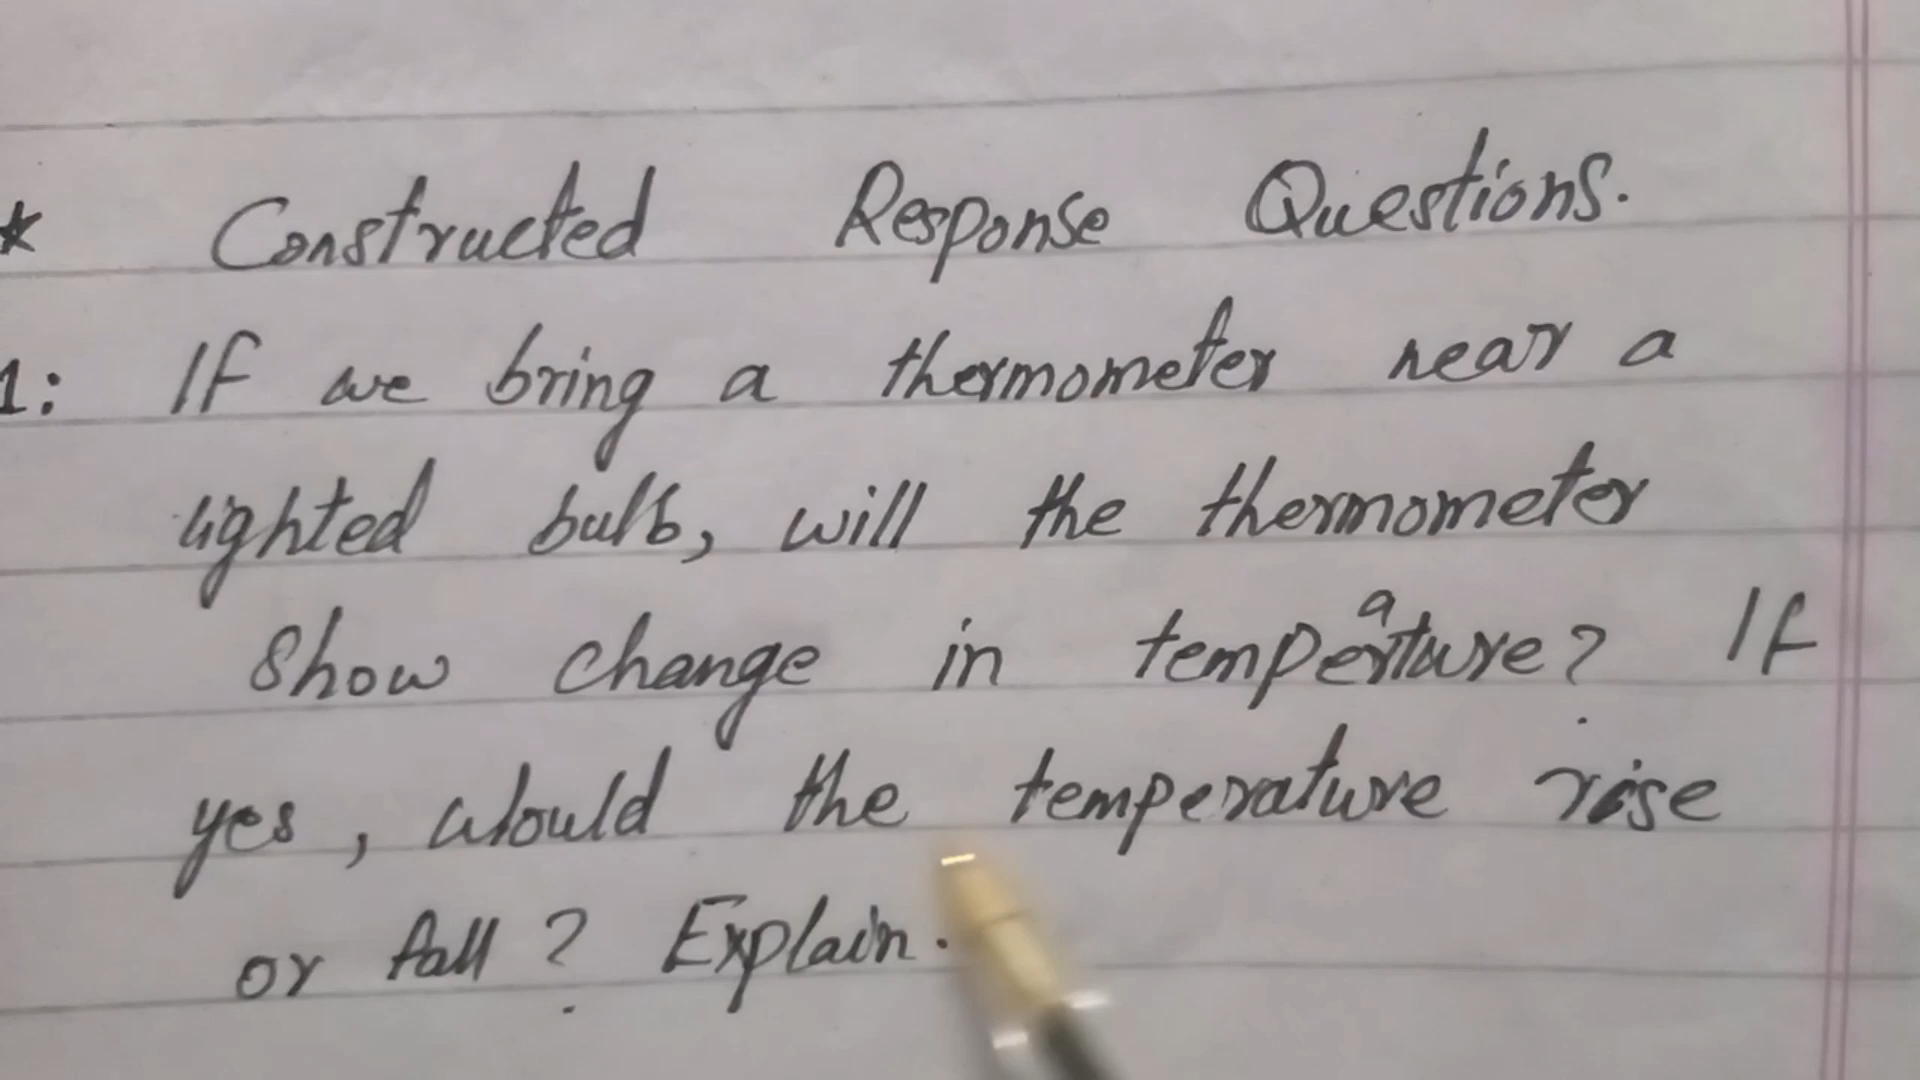 * Constructed Response Questions.
1: If we bring a thermometer near a
lighted bulb, will the thermometer
show change in temperature? If
yes, would the temperature rise
or fall? Explain.